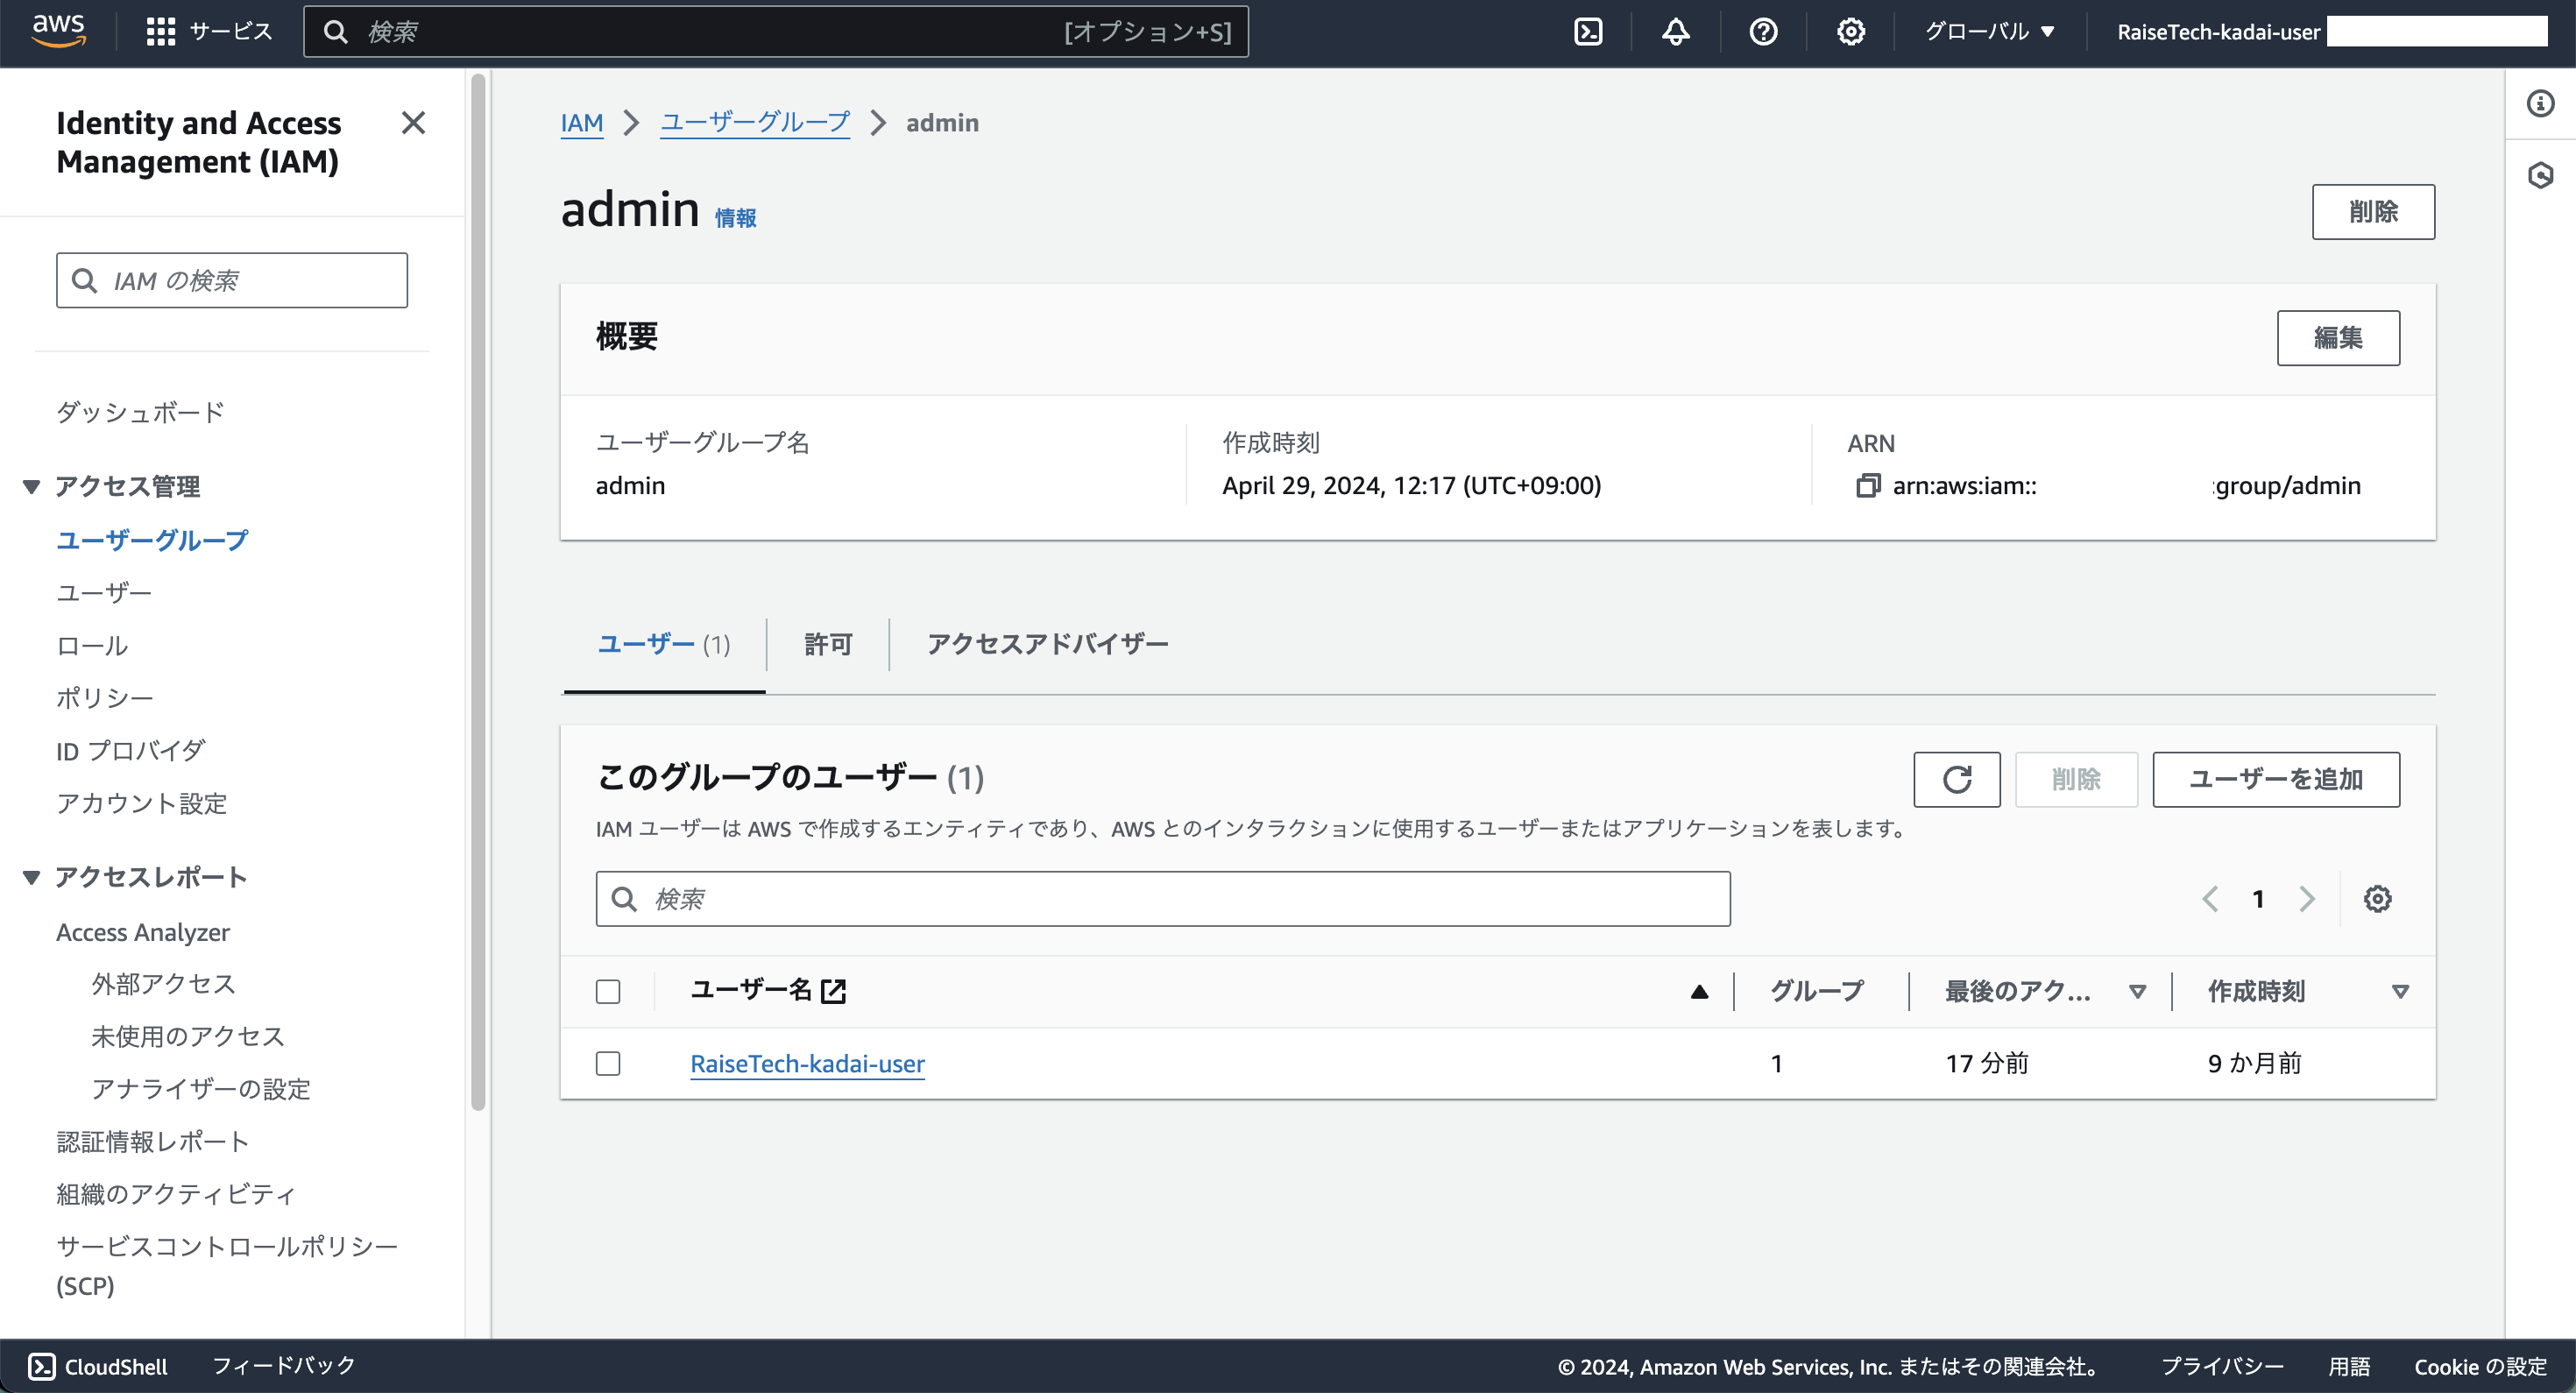 aws
サービス
検索
[オプション+S]
グローバル ▼
RaiseTech-kadai-user
Identity and Access
Management (IAM)
IAM の検索
ダッシュボード
アクセス管理
ユーザーグループ
ユーザー
ロール
ポリシー
ID プロバイダ
アカウント設定
アクセスレポート
Access Analyzer
外部アクセス
未使用のアクセス
アナライザーの設定
認証情報レポート
組織のアクティビティ
サービスコントロールポリシー
(SCP)
IAM > ユーザーグループ > admin
admin 情報
削除
概要
編集
ユーザーグループ名
admin
作成時刻
April 29, 2024, 12:17 (UTC+09:00)
ARN
arn:aws:iam:: :group/admin
ユーザー (1)
許可
アクセスアドバイザー
このグループのユーザー (1)
削除
ユーザーを追加
IAM ユーザーは AWS で作成するエンティティであり、AWS とのインタラクションに使用するユーザーまたはアプリケーションを表します。
検索
1
ユーザー名
グループ
最後のアク...
作成時刻
RaiseTech-kadai-user
1
17 分前
9 か月前
CloudShell
フィードバック
© 2024, Amazon Web Services, Inc. またはその関連会社。
プライバシー
用語
Cookie の設定